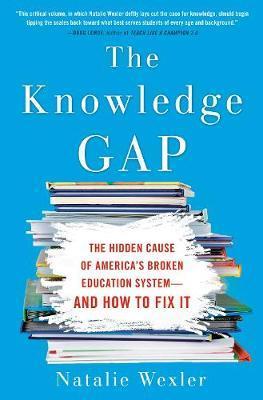 "This critical volume, in which Natalie Wexler deftly lays out the case for knowledge, should begin
tipping the scales back toward what best serves students of every age and background."
—DOUG LEMOV, author of TEACH LIKE A CHAMPION 2.0
The
Knowledge
GAP
THE HIDDEN CAUSE
OF AMERICA'S BROKEN
EDUCATION SYSTEM—
AND HOW TO FIX IT
Natalie Wexler